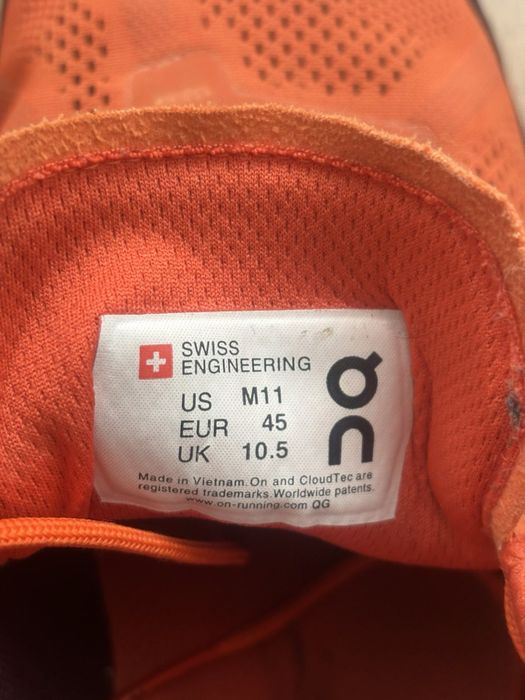 SWISS
ENGINEERING
US M11
EUR 45
UK 10.5
On
Made in Vietnam. On and CloudTec are
registered trademarks. Worldwide patents.
www.on-running.com QG